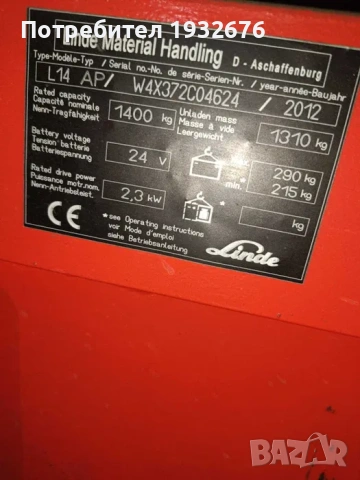 Потребител 1932676
Linde Material Handling D - Aschaffenburg
Type-Modèle-Typ / Serial no.-No. de série-Serien-Nr. / year-année-Baujahr
L14 AP/ W4X372C04624 / 2012
Rated capacity
Capacité nominale
Nenn-Tragfähigkeit
1400 kg
Unladen mass
Masse à vide
Leergewicht
1310 kg
Battery voltage
Tension batterie
Batteriespannung
24 V
max. 290 kg
min. * 215 kg
Rated drive power
Puissance motr.nom.
Nenn-Antriebsleist.
2,3 kW
kg
CE
*see Operating instructions
voir Mode d'emploi
siehe Betriebsanleitung
Linde
BAZAR